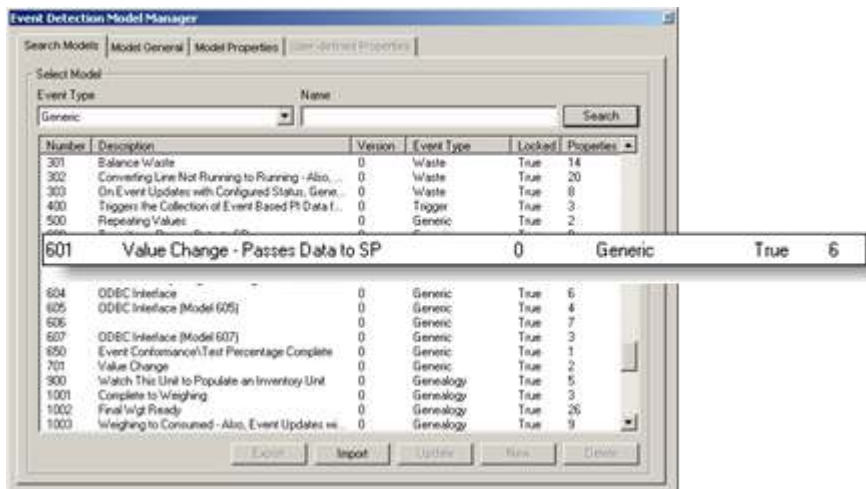 Event Detection Model Manager
Search Models Model General Model Properties User-defined Properties
Select Model
Event Type Name
Generic Search
Number Description Version Event Type Locked Properties
301 Balance Waste 0 Waste True 14
302 Converting Line Not Running to Running - Also, ... 0 Waste True 20
303 On Event Updates with Configured Status, Gene... 0 Waste True 8
400 Triggers the Collection of Event Based PI Data f... 0 Trigger True 3
500 Repeating Values 0 Generic True 2
601 Value Change - Passes Data to SP 0 Generic True 6
604 ODBC Interface 0 Generic True 6
605 ODBC Interface (Model 605) 0 Generic True 4
606 0 Generic True 7
607 ODBC Interface (Model 607) 0 Generic True 3
650 Event Conformance\Test Percentage Complete 0 Generic True 1
701 Value Change 0 Generic True 2
900 Watch This Unit to Populate an Inventory Unit 0 Genealogy True 5
1001 Complete to Weighing 0 Genealogy True 3
1002 Final Wgt Ready 0 Genealogy True 26
1003 Weighing to Consumed - Also, Event Updates wi... 0 Genealogy True 9
Export Import Update New Delete